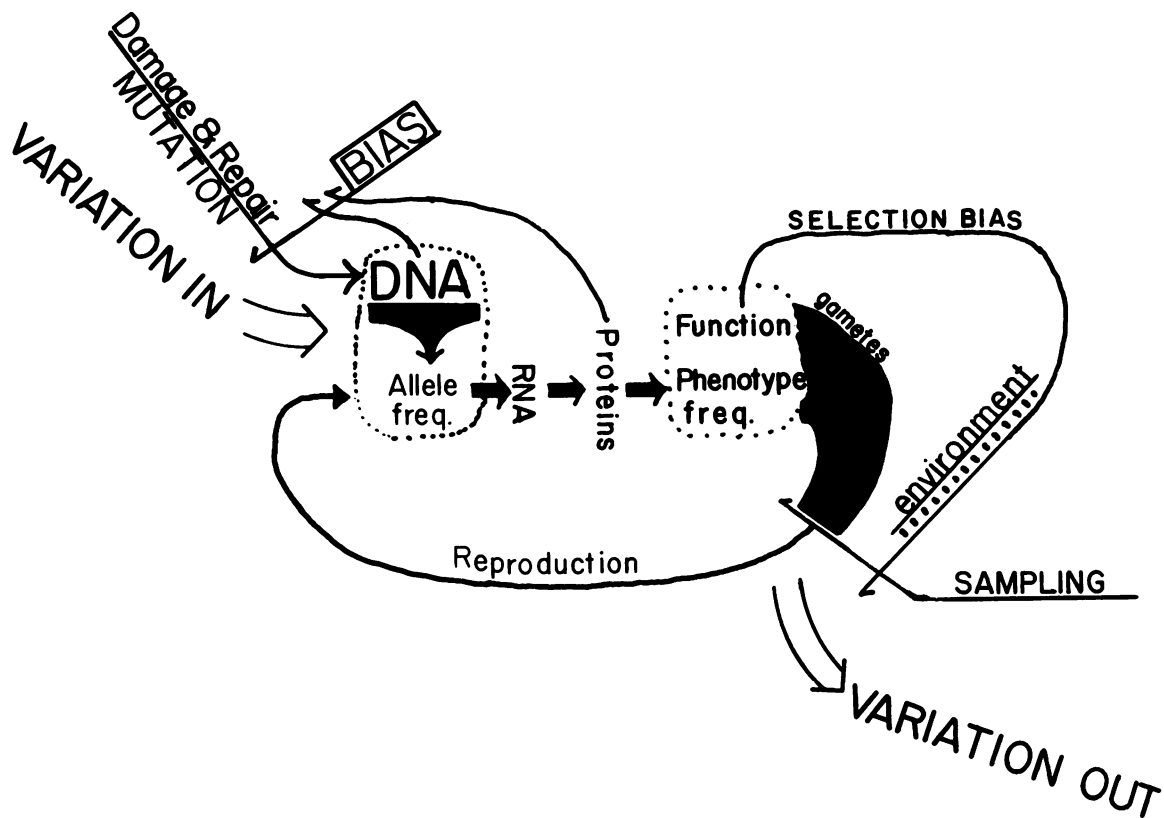 Damage & Repair
MUTATION
VARIATION IN
BIAS
DNA
Allele
freq.
RNA
Proteins
Function
Phenotype
freq.
gametes
SELECTION BIAS
environment
SAMPLING
Reproduction
VARIATION OUT